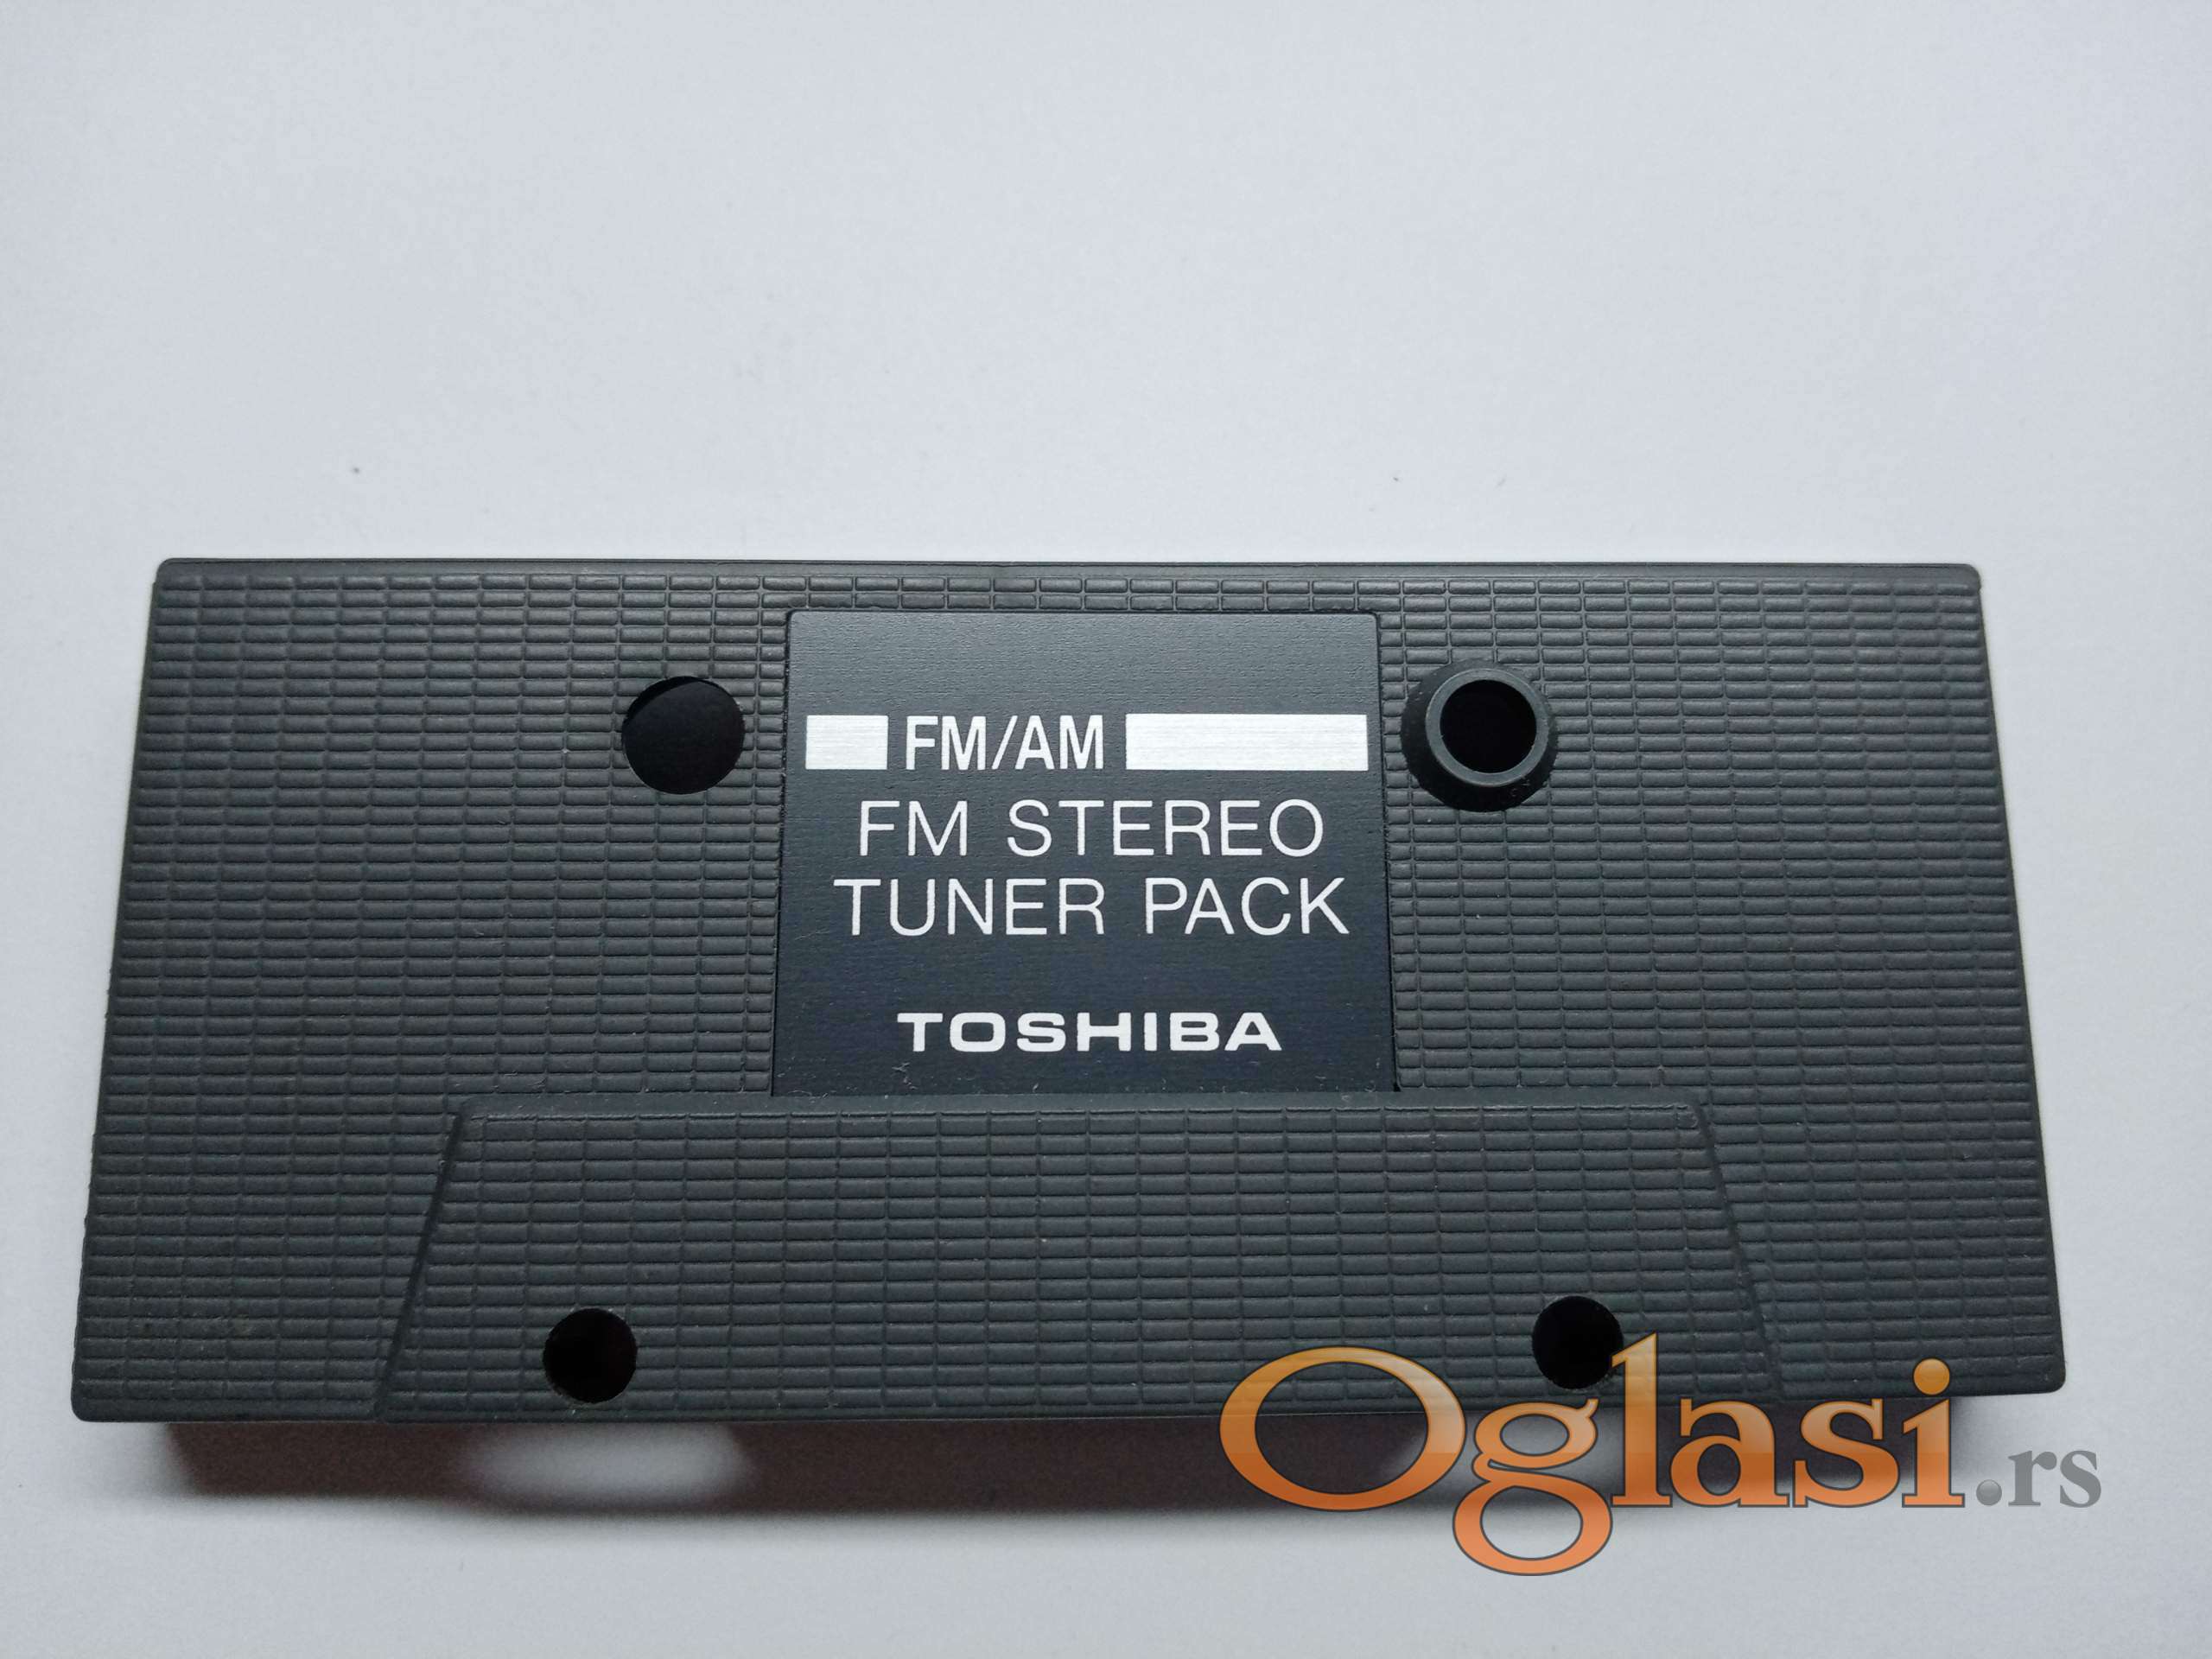 FM/AM
FM STEREO
TUNER PACK
TOSHIBA
Oglasi.rs